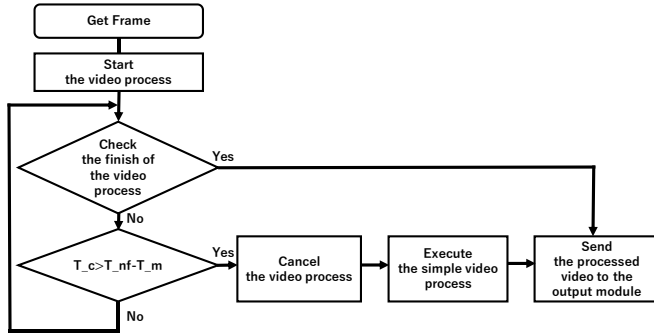 Get Frame
Start
the video process
Check
the finish of
the video
process
Yes
No
T_c>T_nf-T_m
Yes
No
Cancel
the video process
Execute
the simple video
process
Send
the processed
video to the
output module